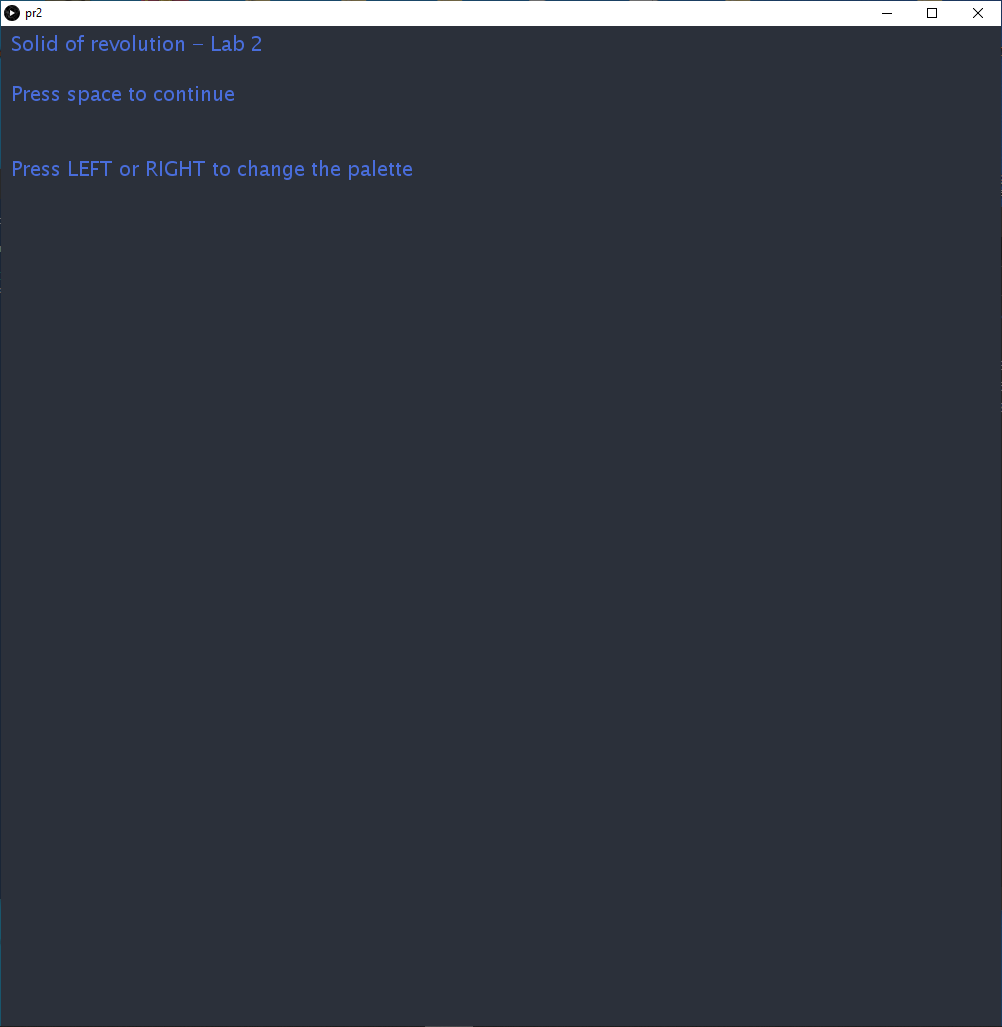 pr2
Solid of revolution – Lab 2
Press space to continue
Press LEFT or RIGHT to change the palette